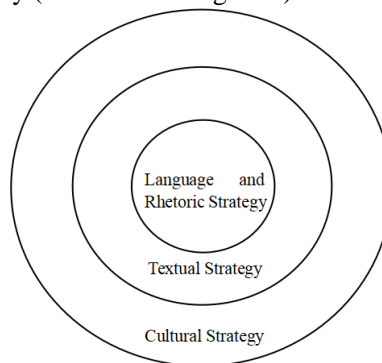 Language and
Rhetoric Strategy
Textual Strategy
Cultural Strategy